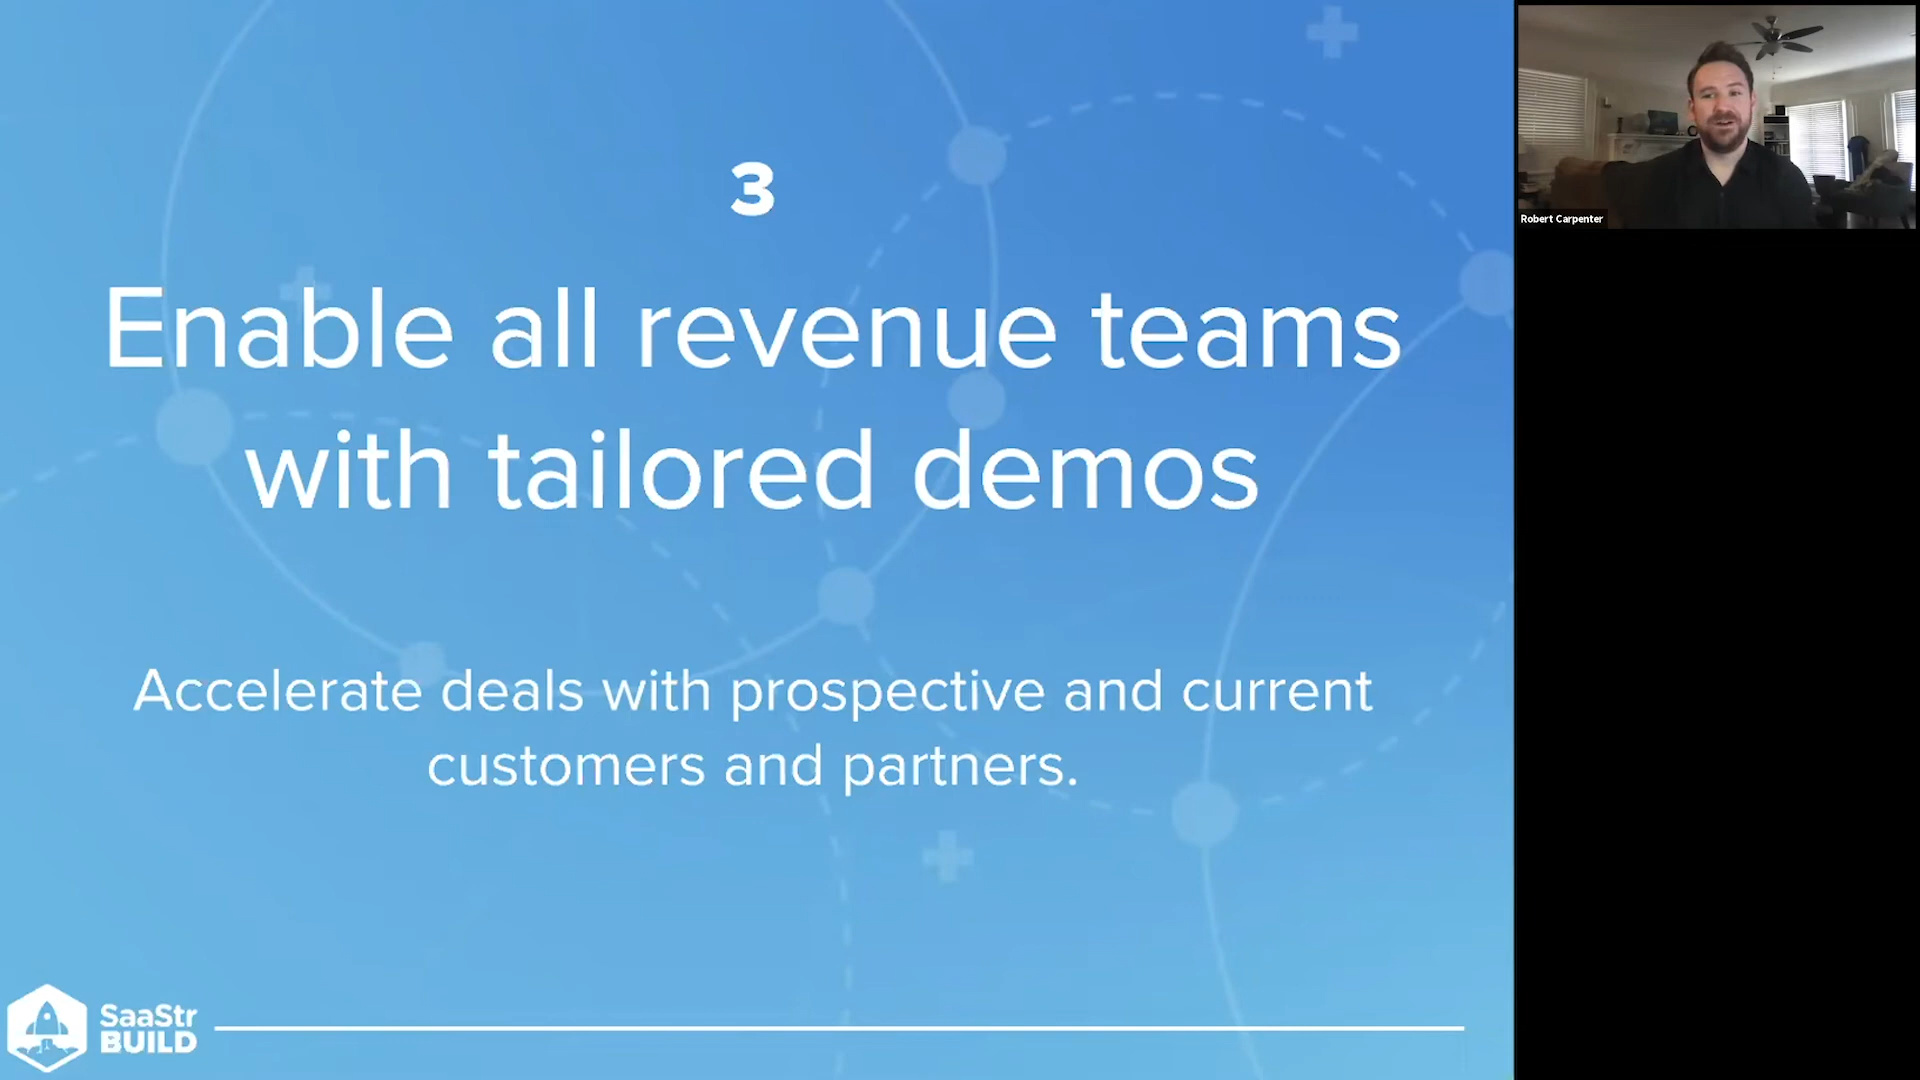 3
Enable all revenue teams
with tailored demos
Accelerate deals with prospective and current
customers and partners.
SaaStr
BUILD
Robert Carpenter